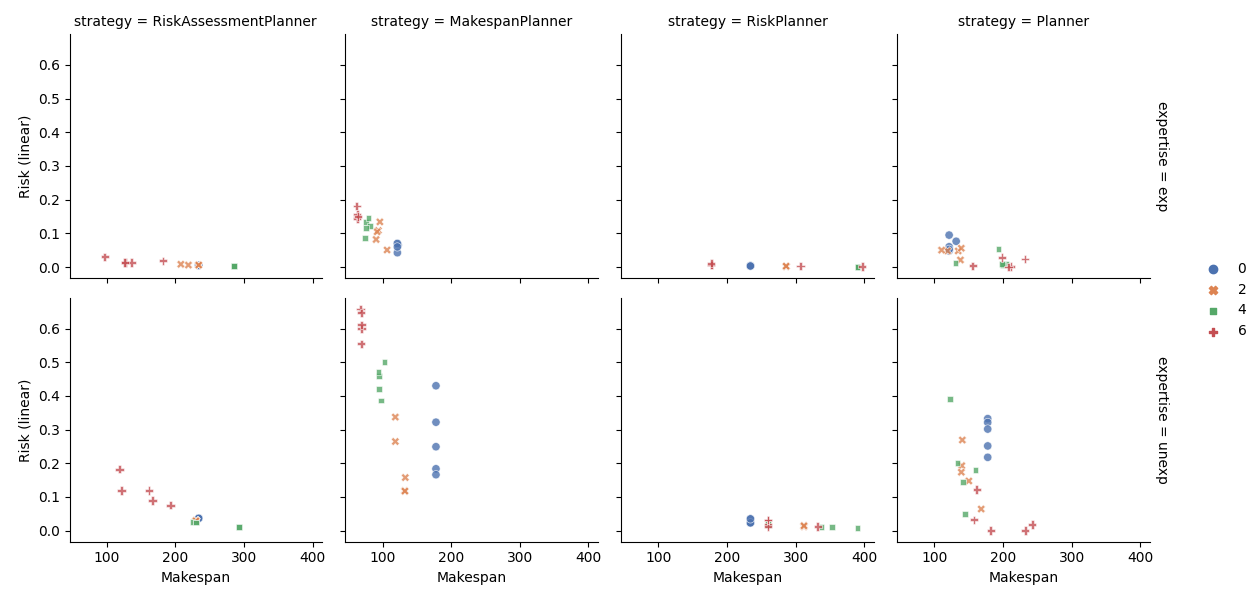 strategy = RiskAssessmentPlanner
strategy = MakespanPlanner
strategy = RiskPlanner
strategy = Planner
0.6
0.5
0.4
0.3
0.2
0.1
0.0
Risk (linear)
expertise = exp
0
2
4
6
0.6
0.5
0.4
0.3
0.2
0.1
0.0
Risk (linear)
expertise = unexp
100 200 300 400
100 200 300 400
100 200 300 400
100 200 300 400
Makespan
Makespan
Makespan
Makespan